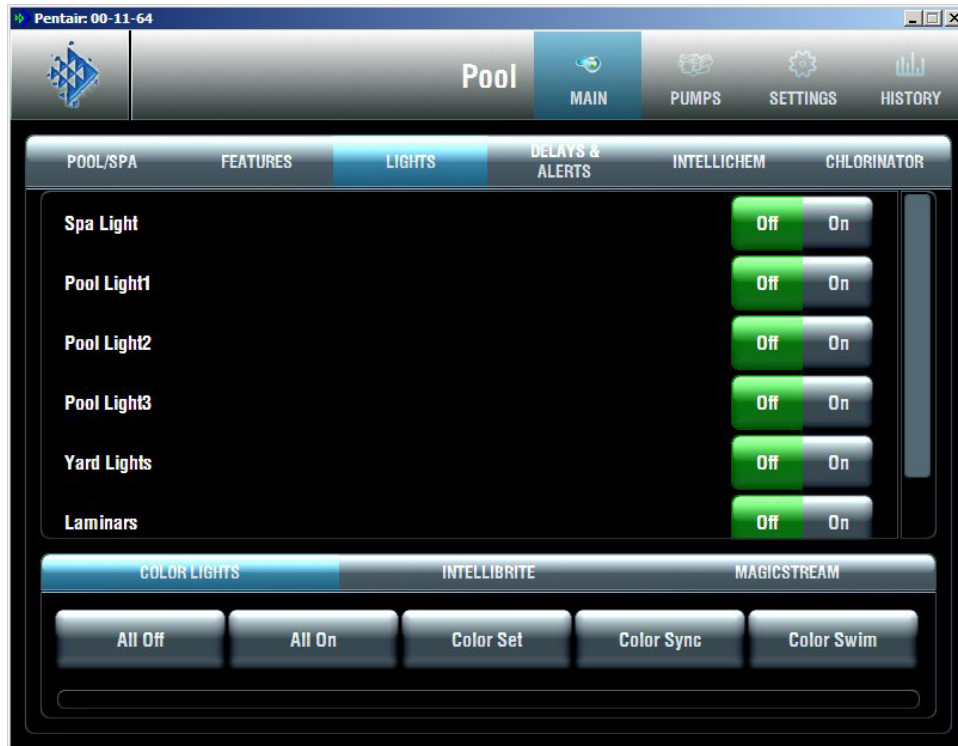 Pentair: 00-11-64
Pool
MAIN
PUMPS
SETTINGS
HISTORY
POOL/SPA
FEATURES
LIGHTS
DELAYS &
ALERTS
INTELLICHEM
CHLORINATOR
Spa Light
Off On
Pool Light1
Off On
Pool Light2
Off On
Pool Light3
Off On
Yard Lights
Off On
Laminars
Off On
COLOR LIGHTS
INTELLIBRITE
MAGICSTREAM
All Off
All On
Color Set
Color Sync
Color Swim